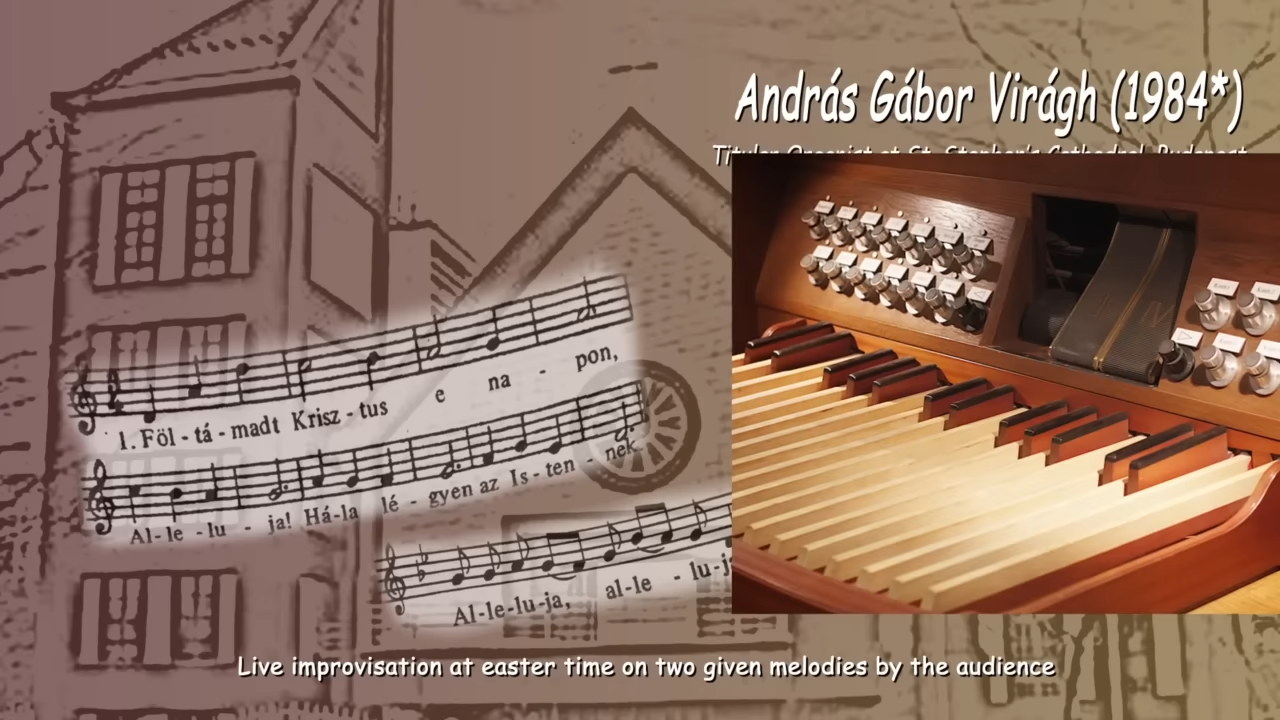 András Gábor Virágh (1984*)
1. Föl - tá - madt Krisz - tus e na - pon,
Al - le - lu - ja! Há-la lé - gyen az Is - ten - nek.
Al-le-lu-ja, al-le - lu-j
Live improvisation at easter time on two given melodies by the audience